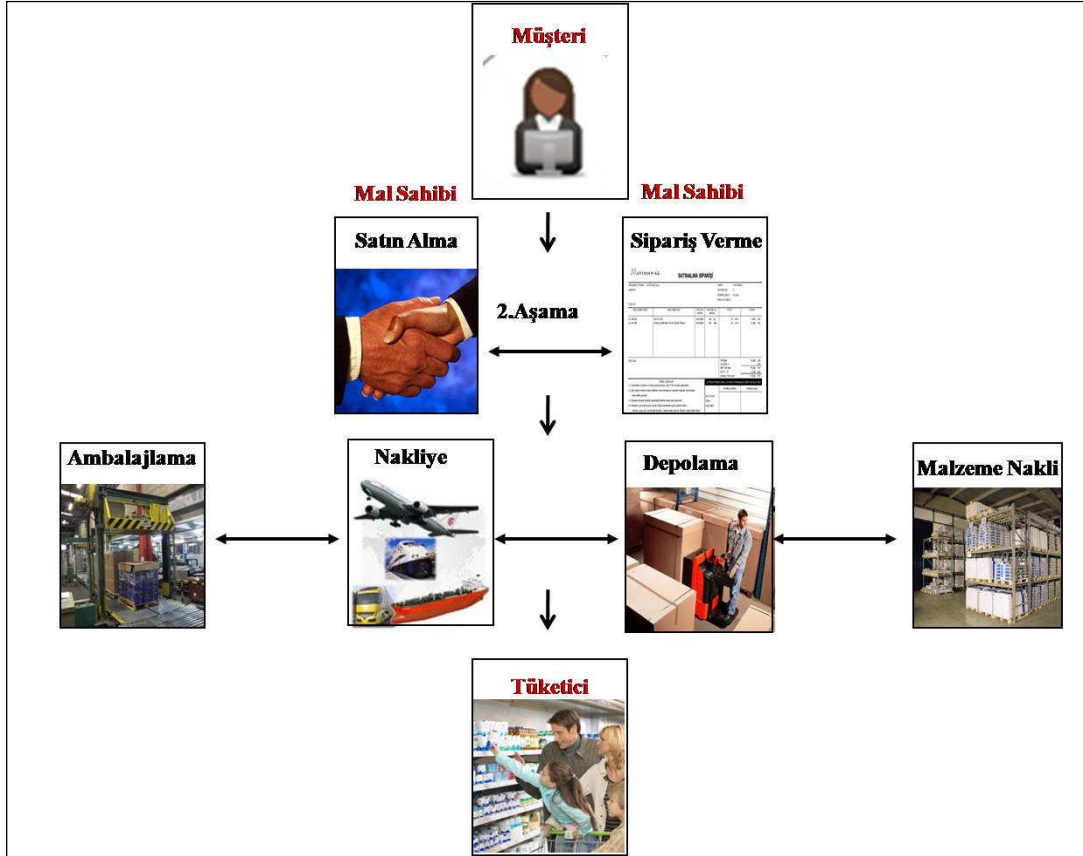 Müşteri
Mal Sahibi
Mal Sahibi
Satın Alma
Sipariş Verme
SATINALMA SİPARİŞİ
2.Aşama
Ambalajlama
Nakliye
Depolama
Malzeme Nakli
Tüketici